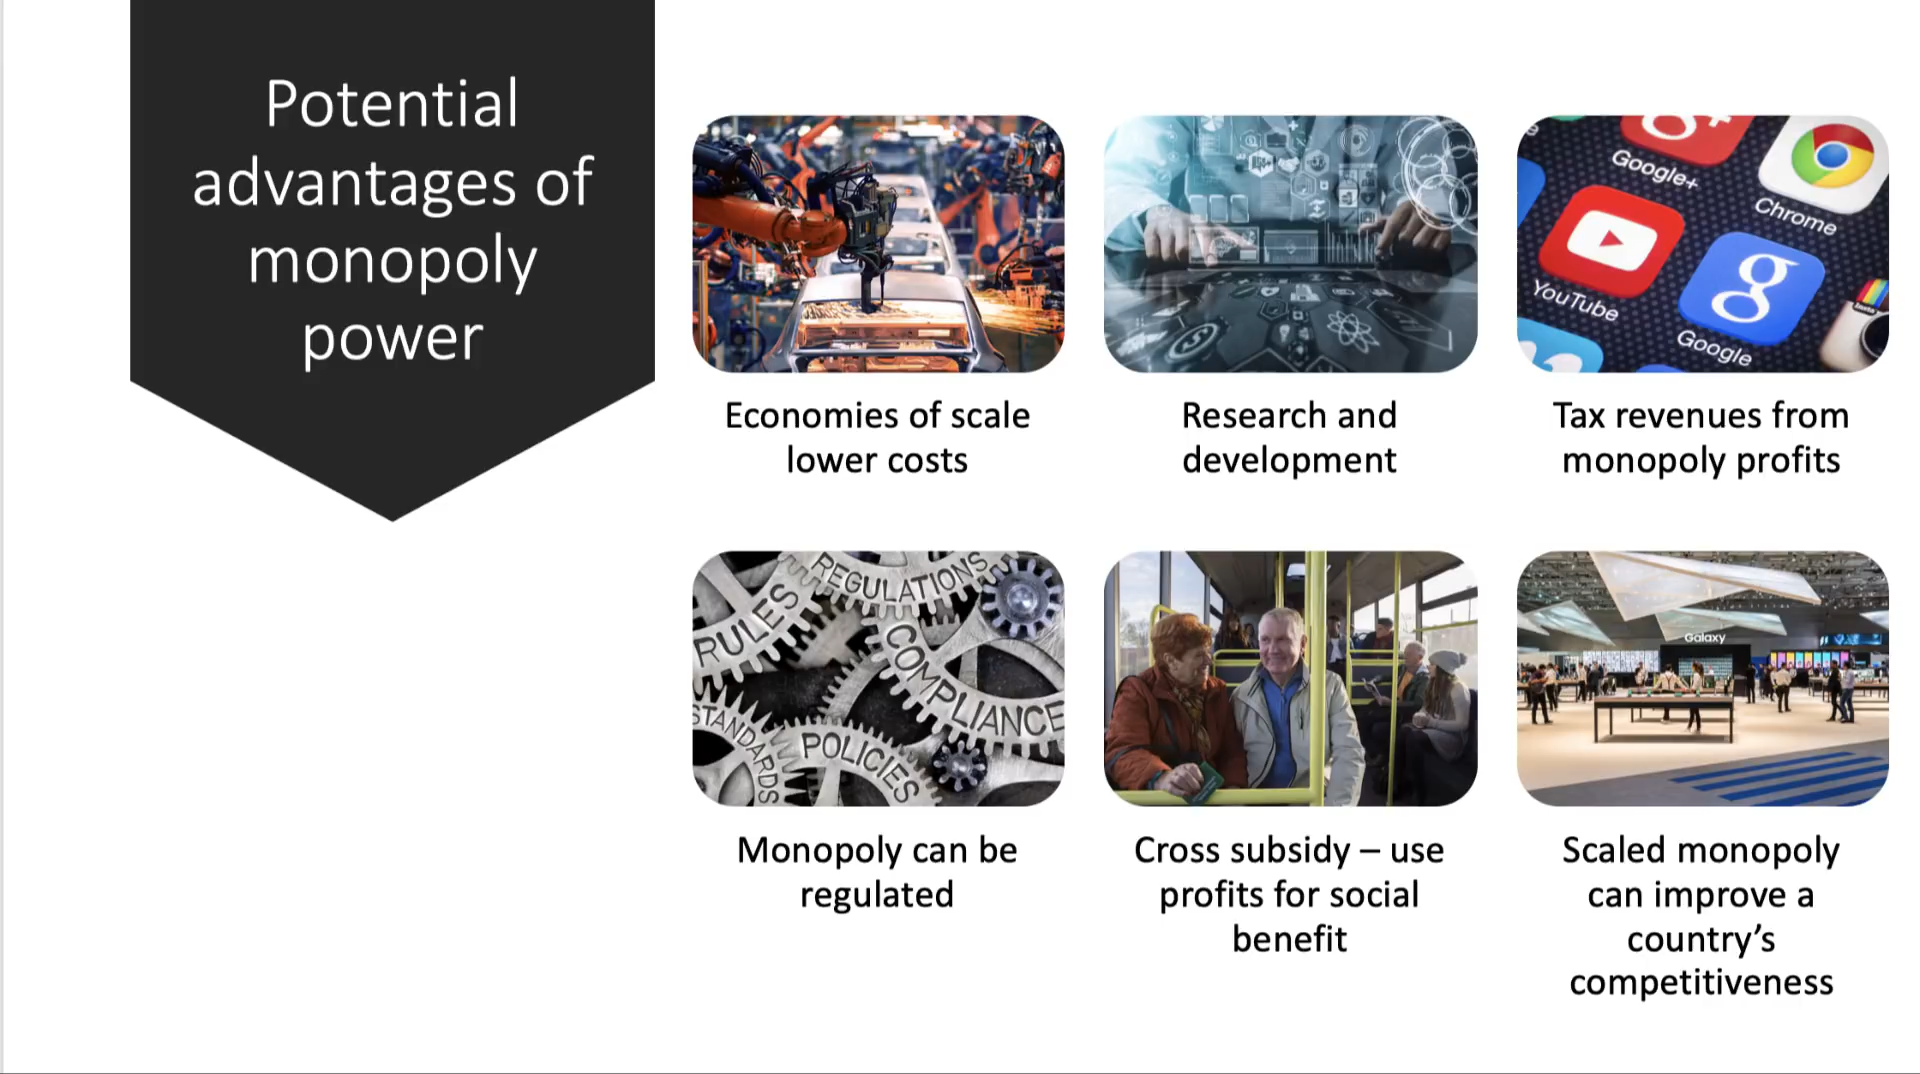 Potential
advantages of
monopoly
power
Google+
Chrome
YouTube
Google
Economies of scale
lower costs
Research and
development
Tax revenues from
monopoly profits
REGULATIONS
RULES
COMPLIANCE
STANDARDS
POLICIES
Galaxy
Monopoly can be
regulated
Cross subsidy – use
profits for social
benefit
Scaled monopoly
can improve a
country’s
competitiveness